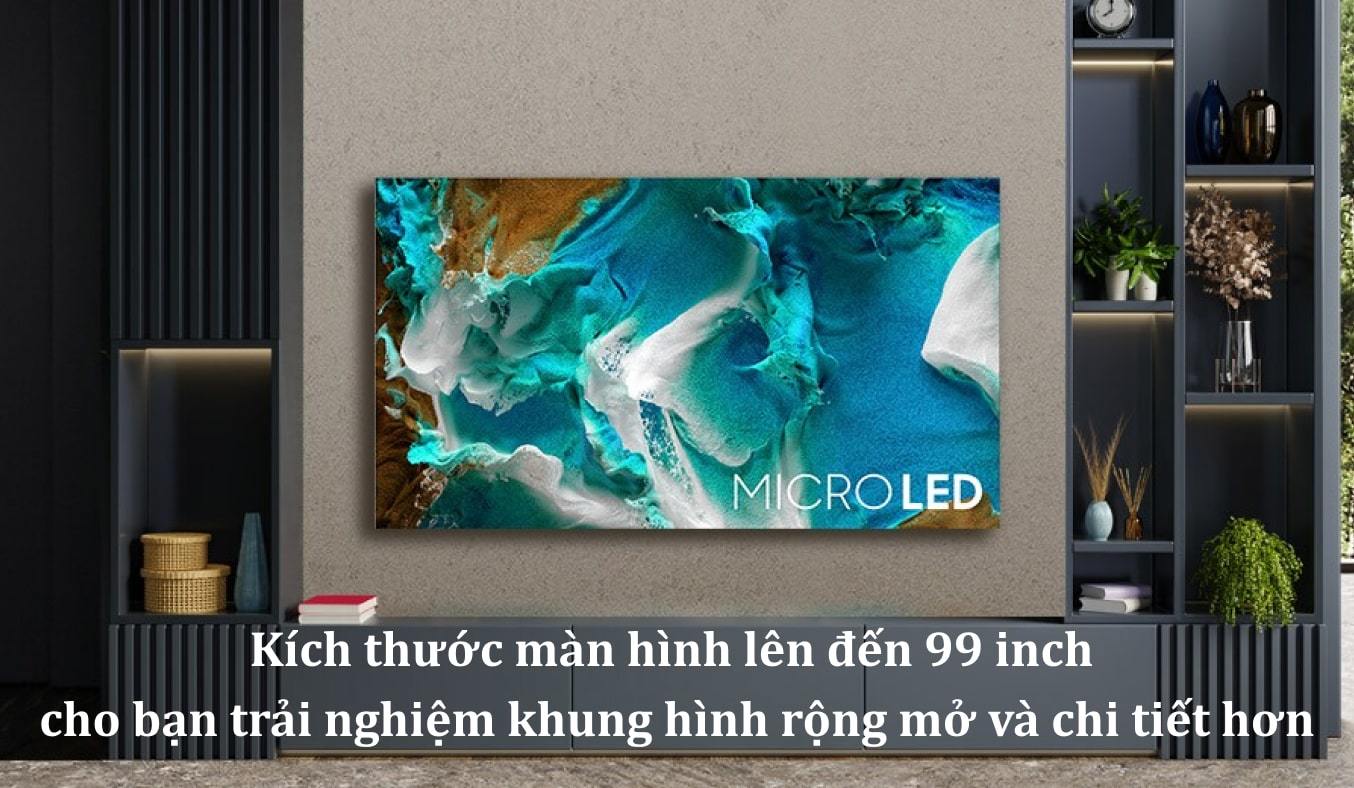 MICRO LED
Kích thước màn hình lên đến 99 inch
cho bạn trải nghiệm khung hình rộng mở và chi tiết hơn